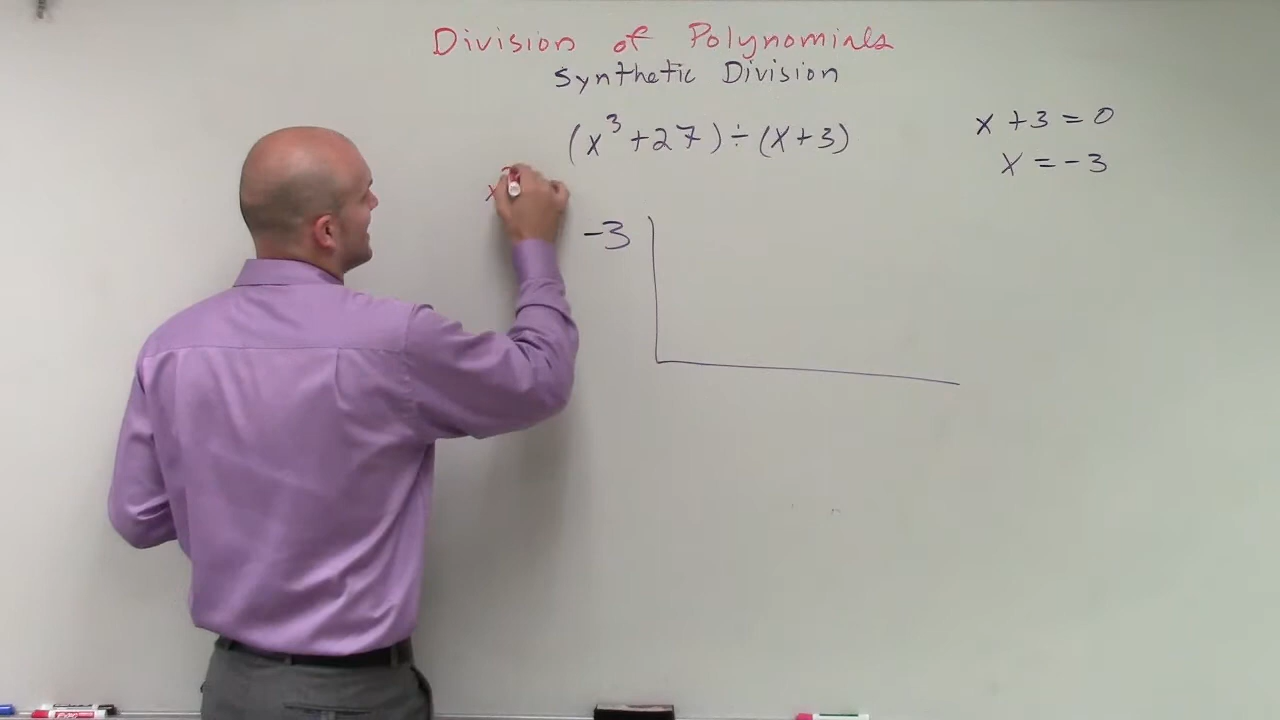 Division of Polynomials
Synthetic Division
(x³+27)÷(x+3)
x+3=0
x=-3
x
-3